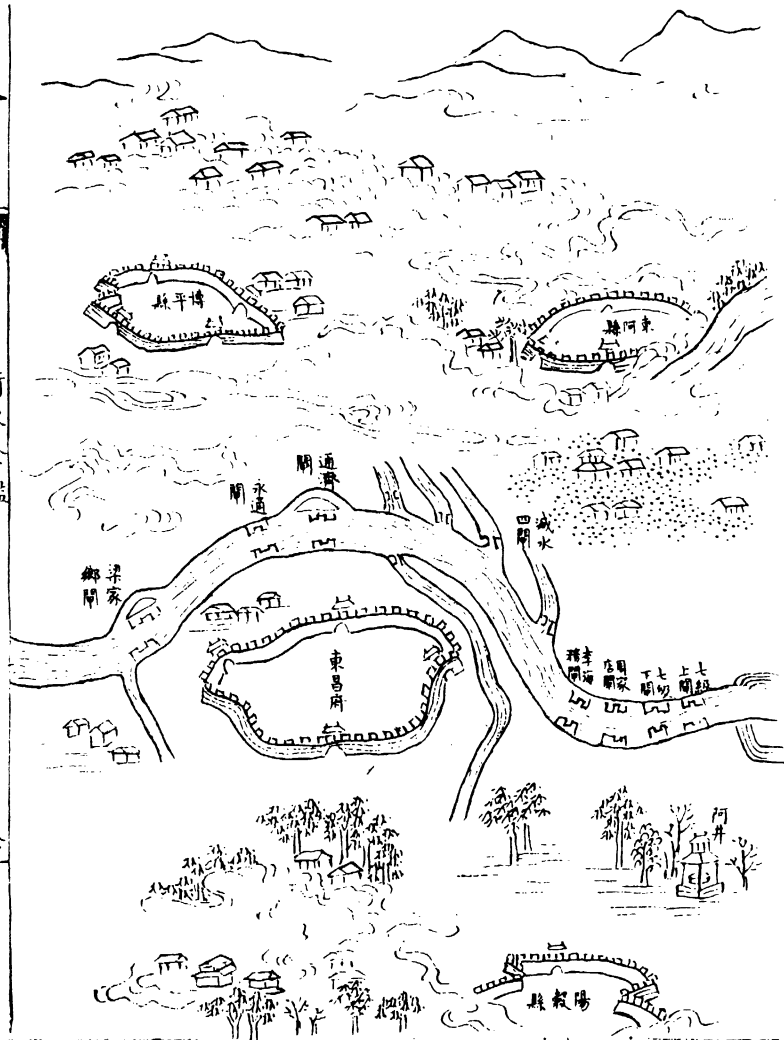 博平縣
東阿縣
通濟
閘
永通
閘
減水
四閘
梁家
鄉閘
七級
上閘
七級
下閘
周家
店閘
李海
務閘
東昌府
阿井
陽穀縣